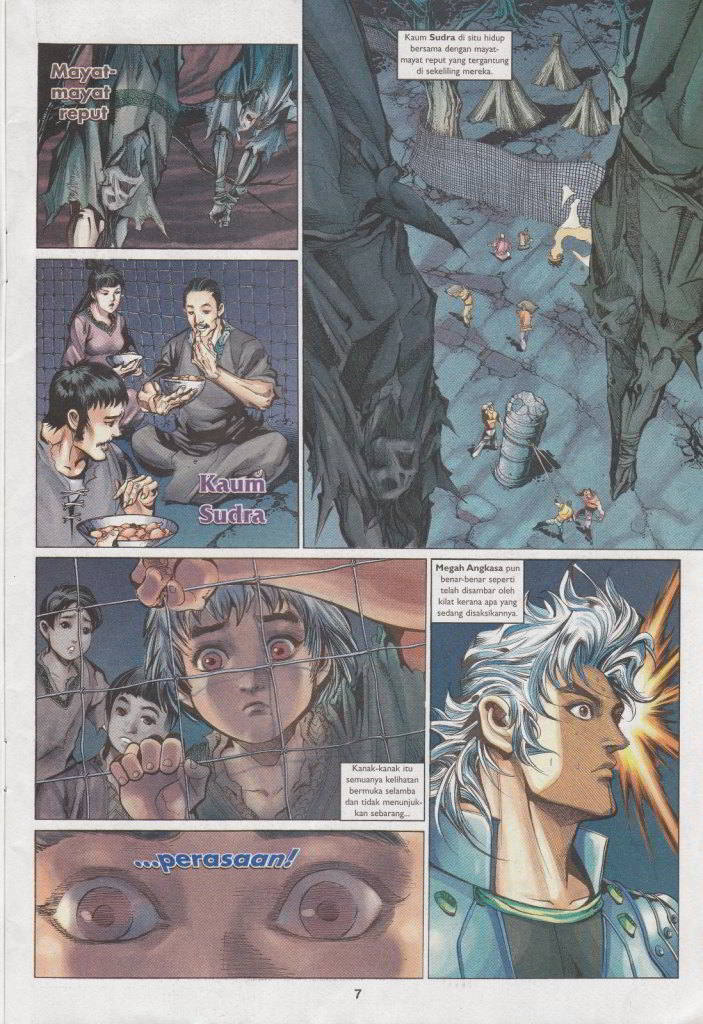 Mayat-
mayat
reput
Kaum Sudra di situ hidup
bersama dengan mayat-
mayat reput yang tergantung
di sekeliling mereka.
Kaum
Sudra
Kanak-kanak itu
semuanya kelihatan
bermuka selamba
dan tidak menunjuk-
kan sebarang...
Megah Angkasa pun
benar-benar seperti
telah disambar oleh
kilat kerana apa yang
sedang disaksikannya.
...perasaan!
7